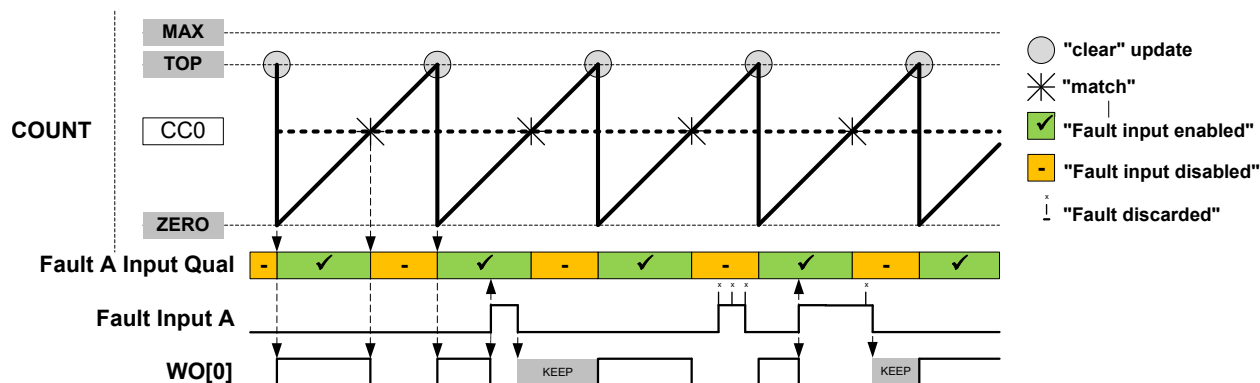 MAX
TOP
"clear" update
"match"
COUNT
CC0
"Fault input enabled"
✓
- "Fault input disabled"
x
ZERO
"Fault discarded"
Fault A Input Qual
- ✓ - ✓ - ✓ - ✓ - ✓
x x x x
Fault Input A
WO[0]
KEEP
KEEP